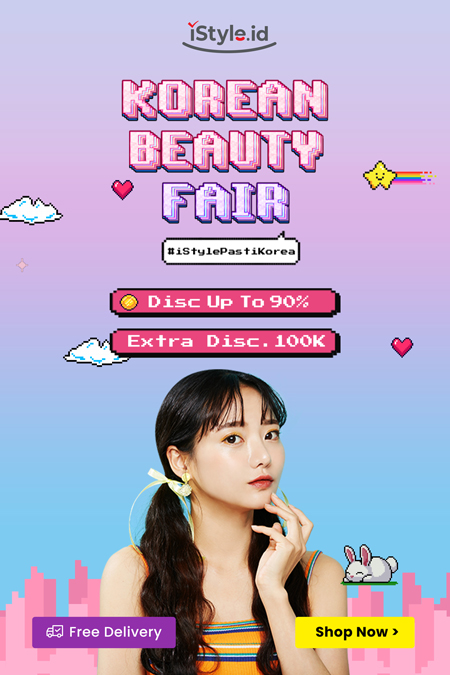 iStyle.id
KOREAN
BEAUTY
FAIR
#iStylePastiKorea
Disc Up To 90%
Extra Disc.100K
Free Delivery
Shop Now >